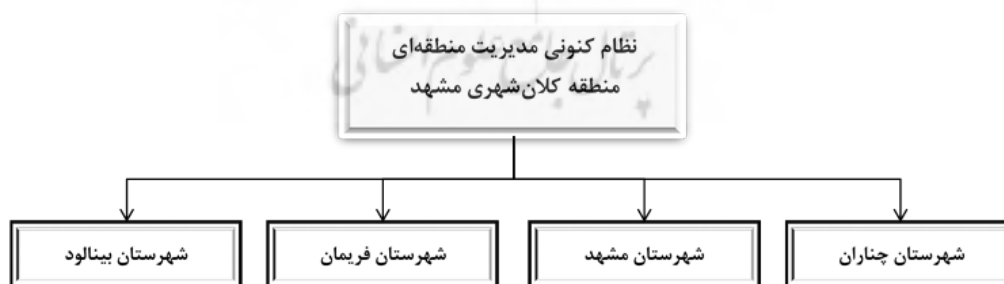 نظام کنونی مدیریت منطقه‌ای
منطقه کلان‌شهری مشهد
شهرستان چناران
شهرستان مشهد
شهرستان فریمان
شهرستان بینالود